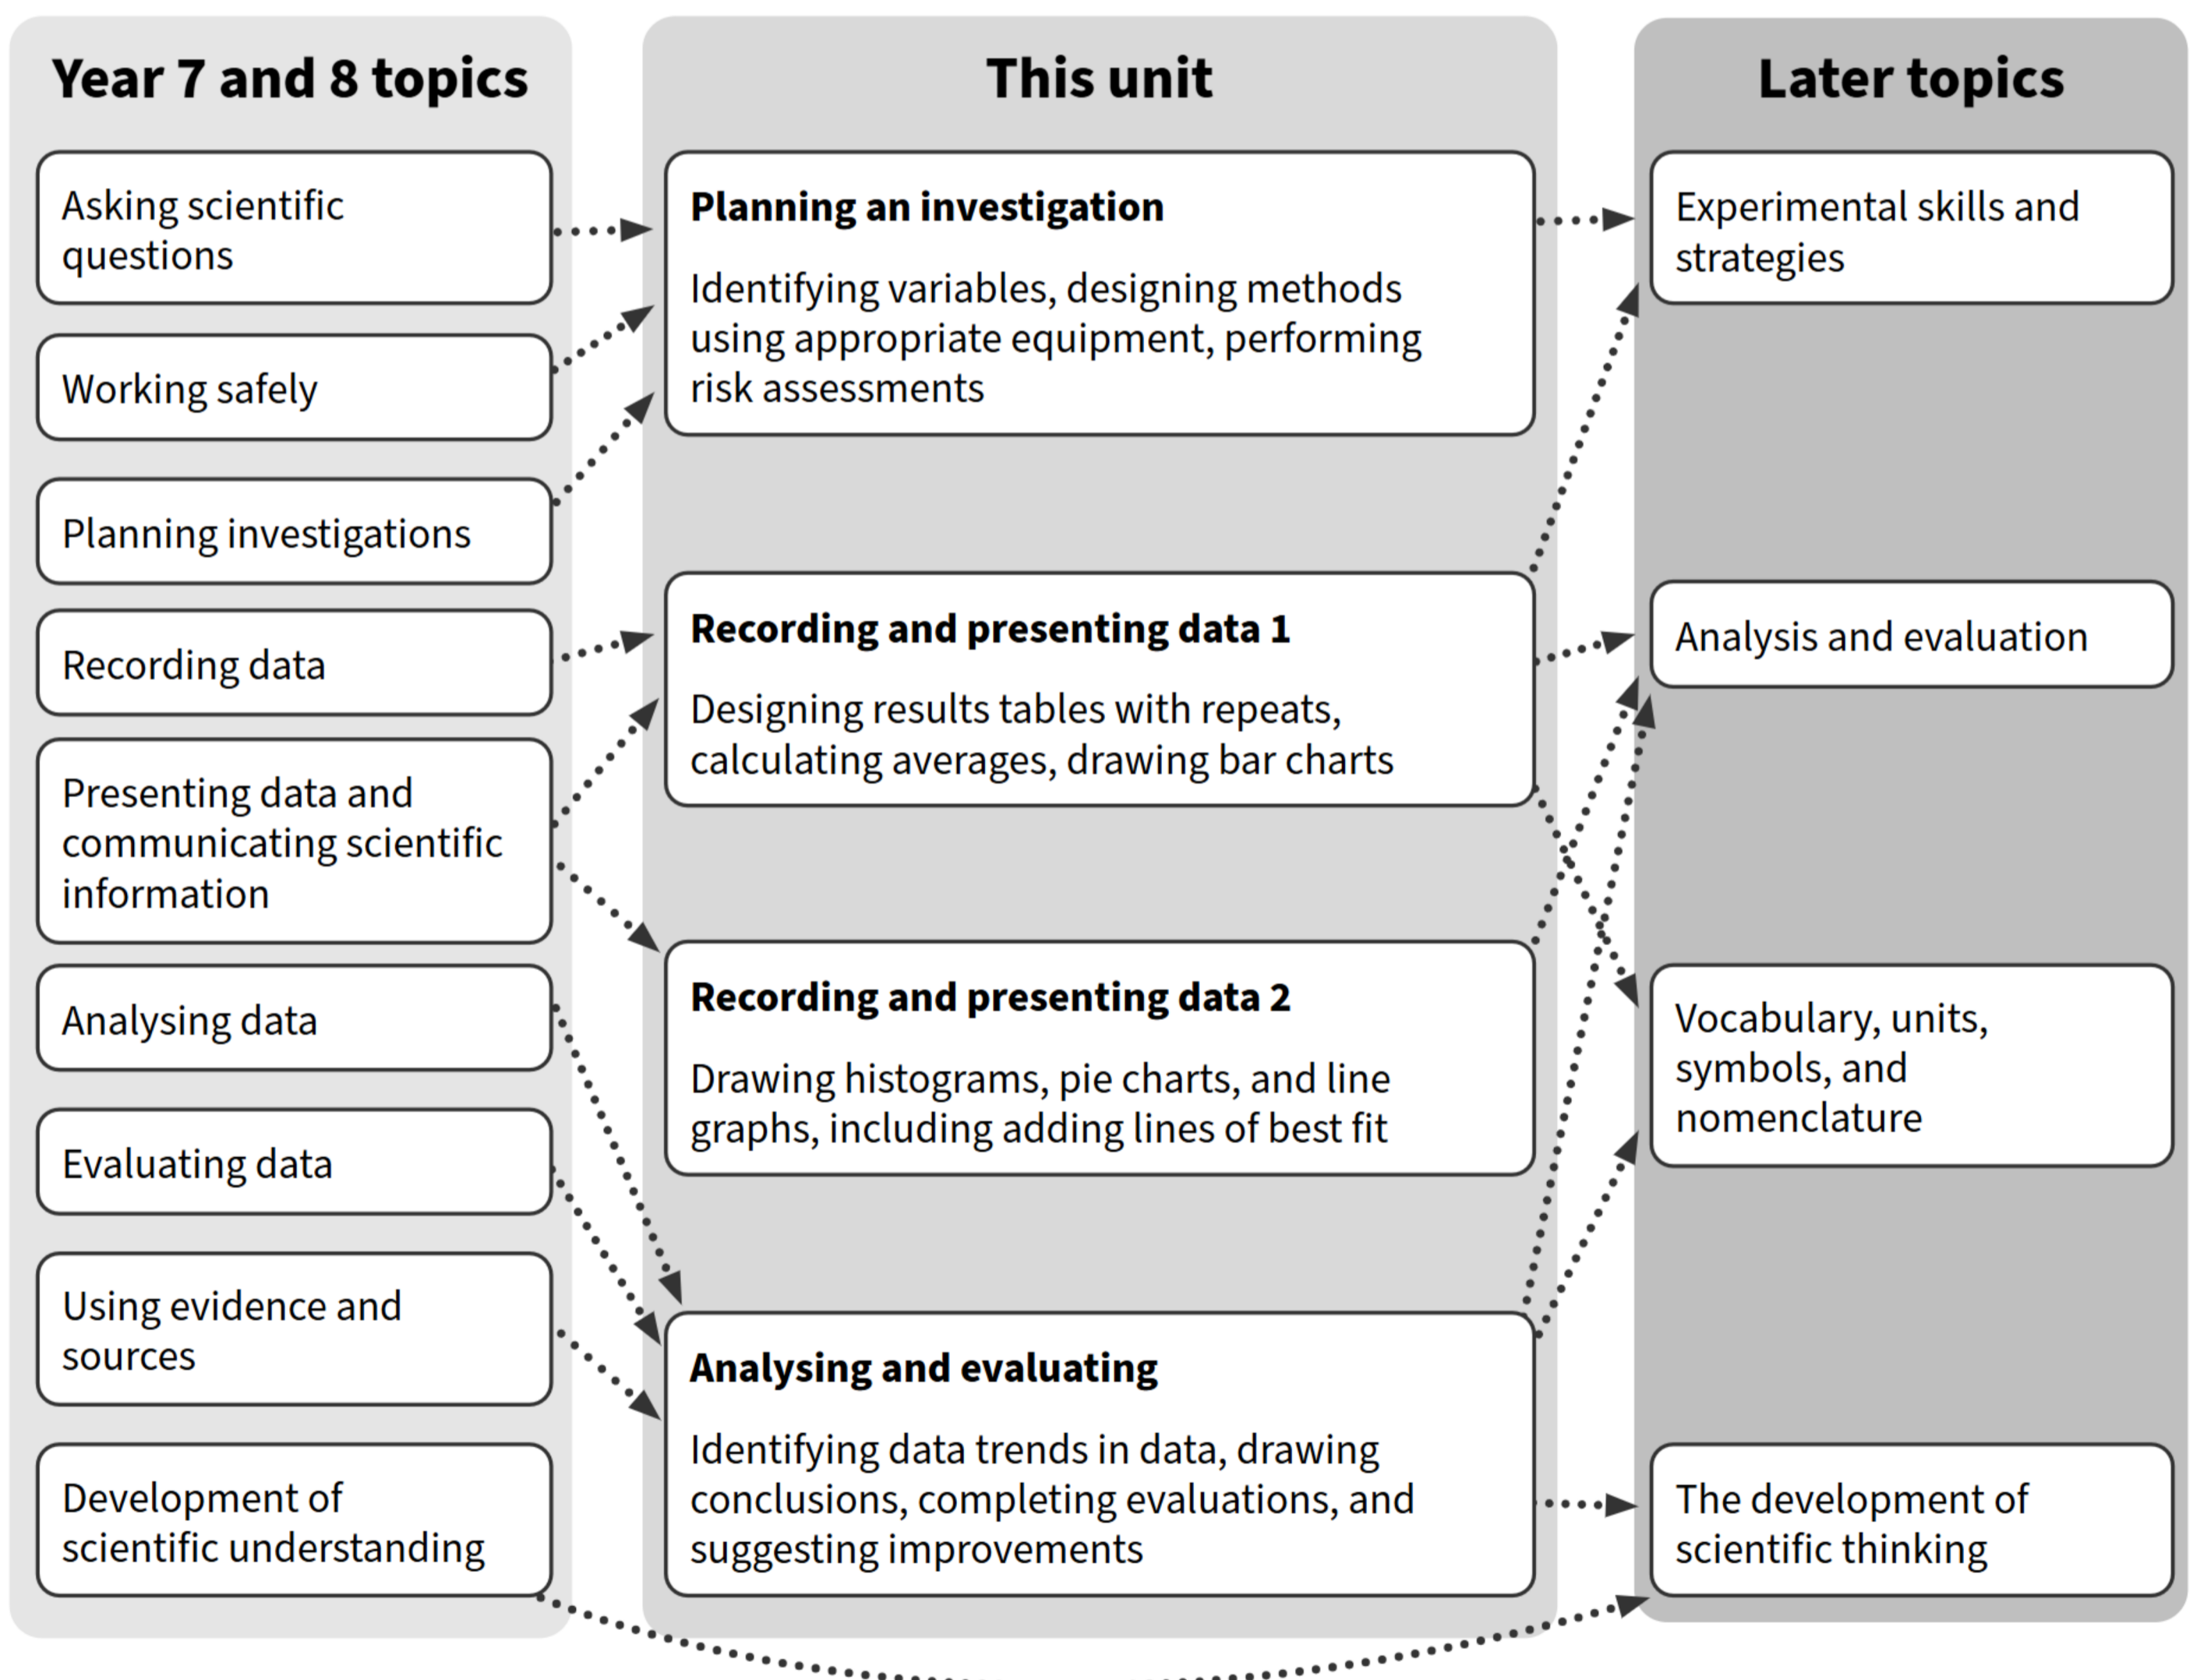 Year 7 and 8 topics
Asking scientific
questions
Working safely
Planning investigations
Recording data
Presenting data and
communicating scientific
information
Analysing data
Evaluating data
Using evidence and
sources
Development of
scientific understanding
This unit
Planning an investigation
Identifying variables, designing methods
using appropriate equipment, performing
risk assessments
Recording and presenting data 1
Designing results tables with repeats,
calculating averages, drawing bar charts
Recording and presenting data 2
Drawing histograms, pie charts, and line
graphs, including adding lines of best fit
Analysing and evaluating
Identifying data trends in data, drawing
conclusions, completing evaluations, and
suggesting improvements
Later topics
Experimental skills and
strategies
Analysis and evaluation
Vocabulary, units,
symbols, and
nomenclature
The development of
scientific thinking